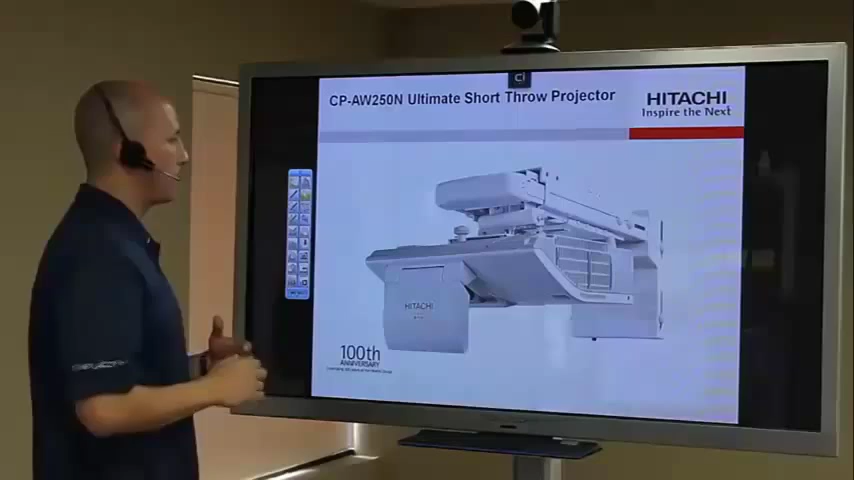 CP-AW250N Ultimate Short Throw Projector
HITACHI
Inspire the Next
HITACHI
100th
ANNIVERSARY